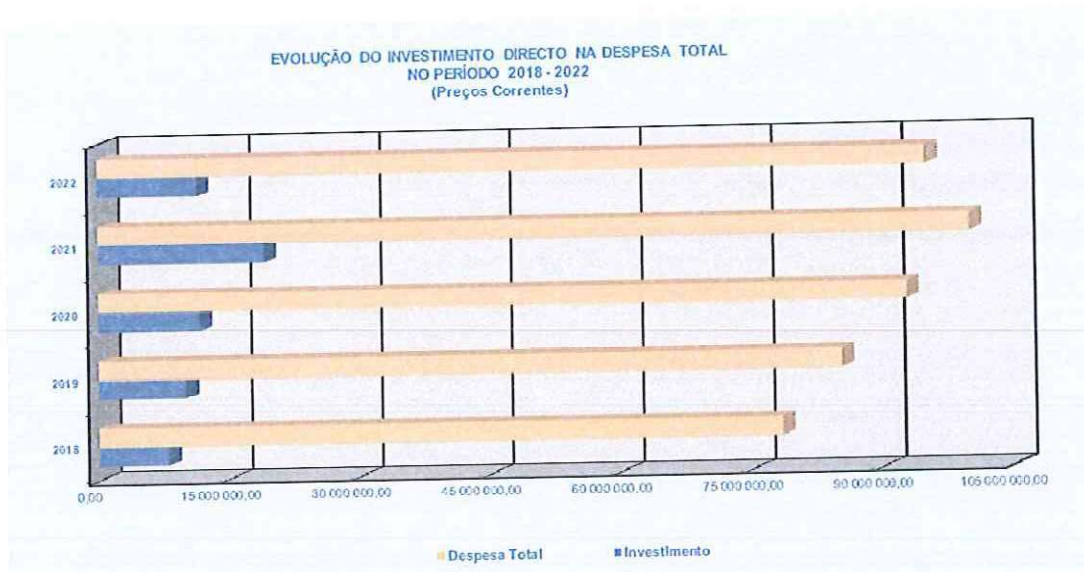 EVOLUÇÃO DO INVESTIMENTO DIRECTO NA DESPESA TOTAL
NO PERÍODO 2018 - 2022
(Preços Correntes)
2022
2021
2020
2019
2018
0,00 15 000 000,00 30 000 000,00 45 000 000,00 60 000 000,00 75 000 000,00 90 000 000,00 105 000 000,00
Despesa Total Investimento